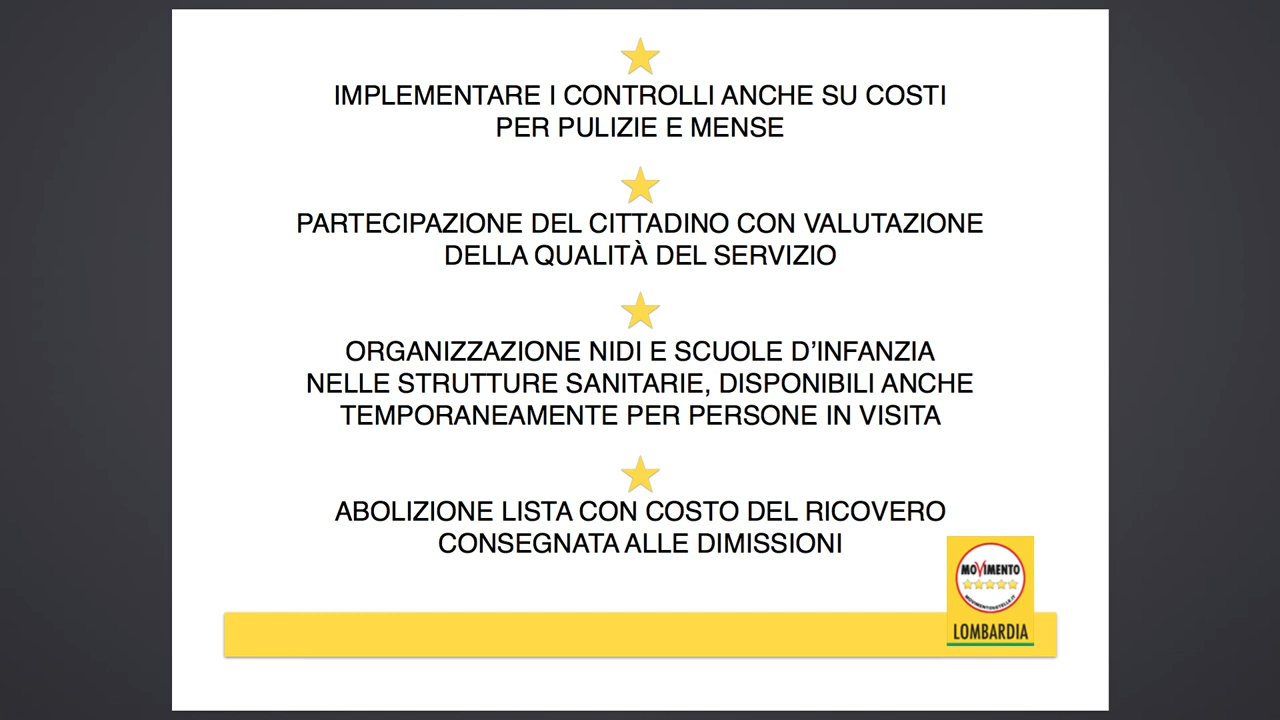 IMPLEMENTARE I CONTROLLI ANCHE SU COSTI
PER PULIZIE E MENSE
PARTECIPAZIONE DEL CITTADINO CON VALUTAZIONE
DELLA QUALITÀ DEL SERVIZIO
ORGANIZZAZIONE NIDI E SCUOLE D’INFANZIA
NELLE STRUTTURE SANITARIE, DISPONIBILI ANCHE
TEMPORANEAMENTE PER PERSONE IN VISITA
ABOLIZIONE LISTA CON COSTO DEL RICOVERO
CONSEGNATA ALLE DIMISSIONI
MOVIMENTO
MOVIMENTO5STELLE.IT
LOMBARDIA